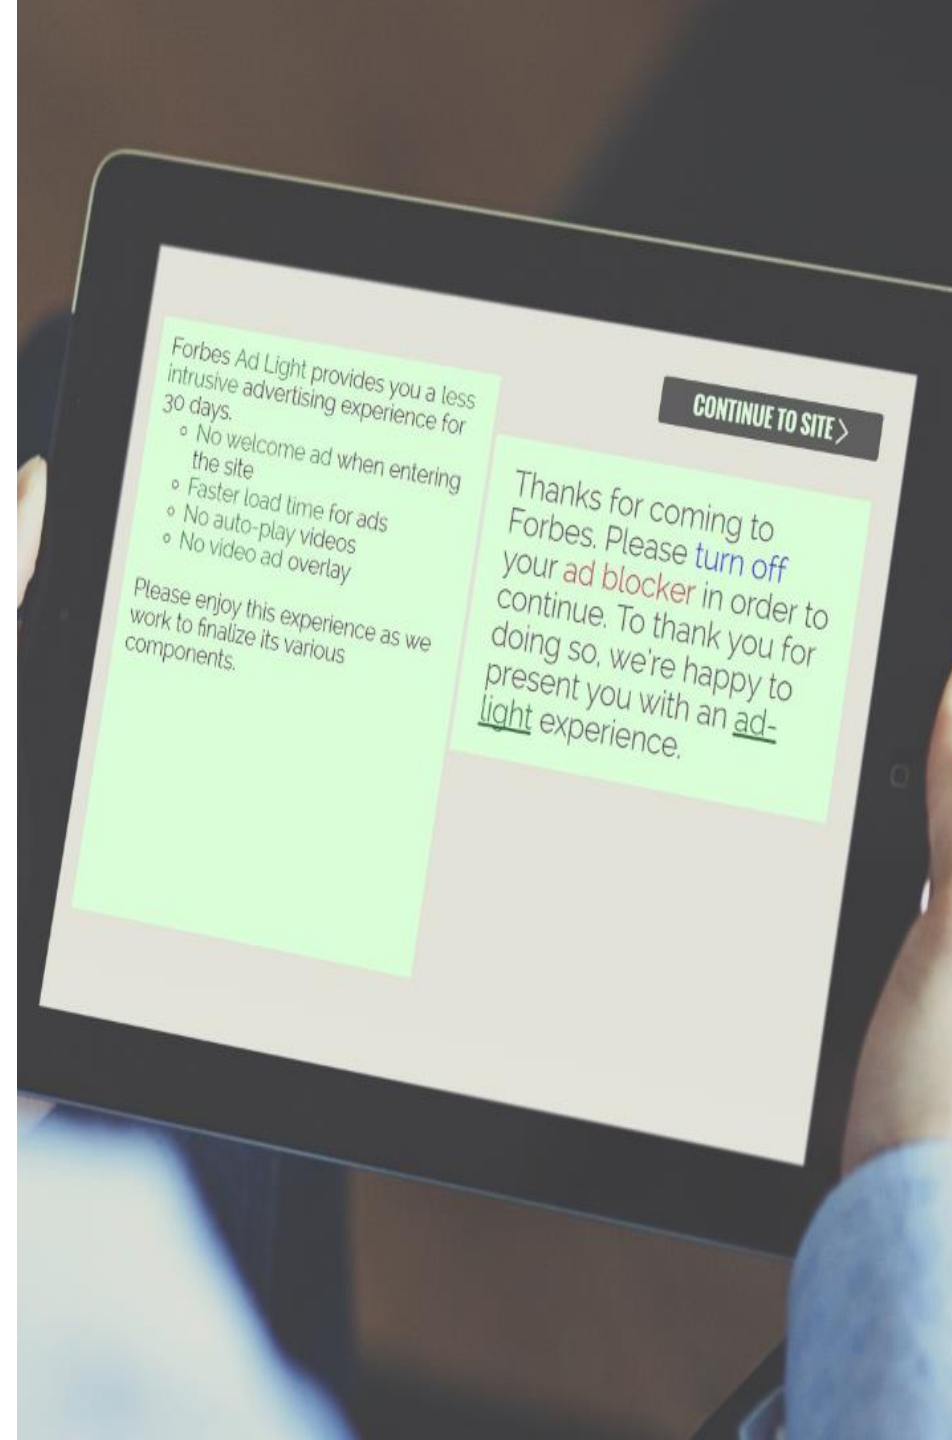 Forbes Ad Light provides you a less
intrusive advertising experience for
30 days.
No welcome ad when entering
the site
Faster load time for ads
No auto-play videos
No video ad overlay
Please enjoy this experience as we
work to finalize its various
components.
CONTINUE TO SITE >
Thanks for coming to
Forbes. Please turn off
your ad blocker in order to
continue. To thank you for
doing so, we're happy to
present you with an ad-
light experience.